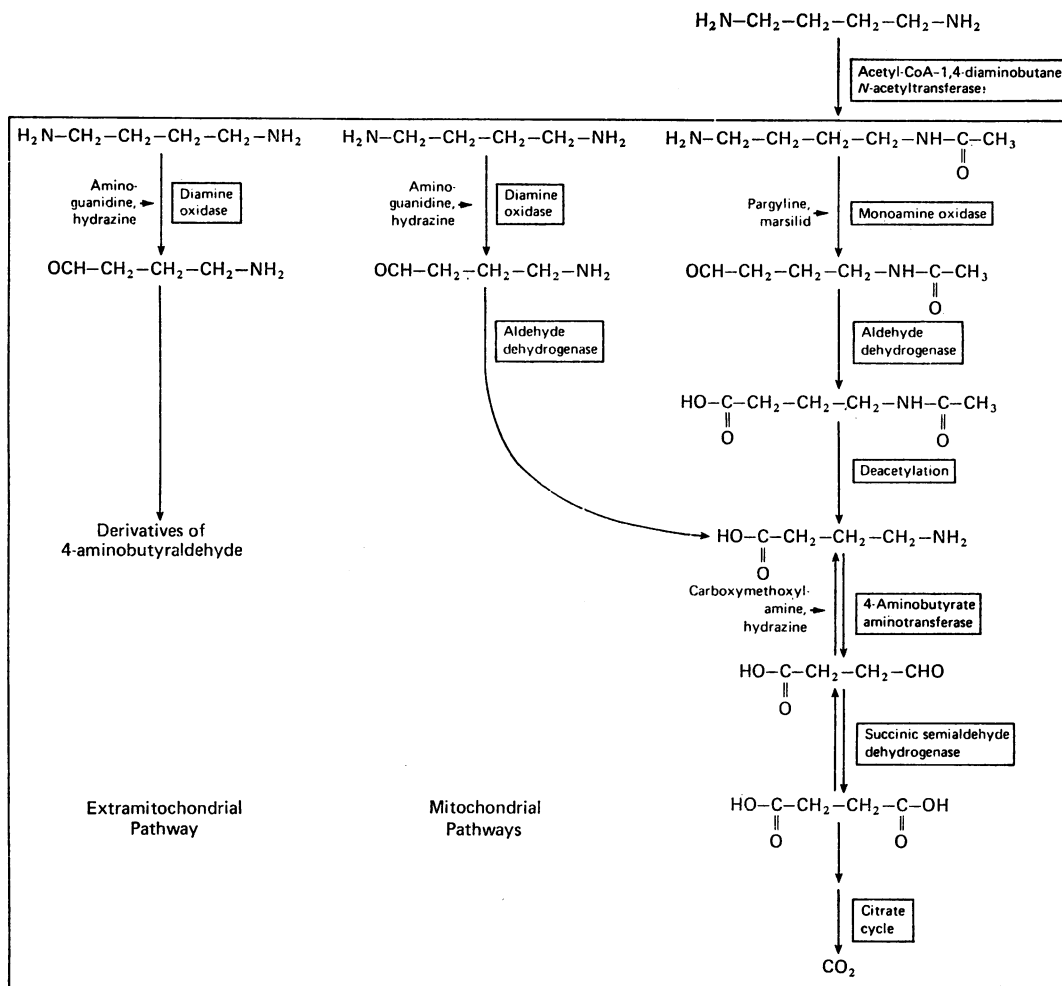 H₂N—CH₂—CH₂—CH₂—CH₂—NH₂
Acetyl-CoA–1,4-diaminobutane
N-acetyltransferase
H₂N—CH₂—CH₂—CH₂—CH₂—NH₂
H₂N—CH₂—CH₂—CH₂—CH₂—NH₂
H₂N—CH₂—CH₂—CH₂—CH₂—NH—C—CH₃
||
O
Amino-
guanidine,
hydrazine
Diamine
oxidase
Amino-
guanidine,
hydrazine
Diamine
oxidase
Pargyline,
marsilid
Monoamine oxidase
OCH—CH₂—CH₂—CH₂—NH₂
OCH—CH₂—CH₂—CH₂—NH₂
OCH—CH₂—CH₂—CH₂—NH—C—CH₃
||
O
Aldehyde
dehydrogenase
Aldehyde
dehydrogenase
HO—C—CH₂—CH₂—CH₂—NH—C—CH₃
|| ||
O O
Deacetylation
Derivatives of
4-aminobutyraldehyde
HO—C—CH₂—CH₂—CH₂—NH₂
||
O
Carboxymethoxyl-
amine,
hydrazine
4-Aminobutyrate
aminotransferase
HO—C—CH₂—CH₂—CHO
||
O
Succinic semialdehyde
dehydrogenase
Extramitochondrial
Pathway
Mitochondrial
Pathways
HO—C—CH₂—CH₂—C—OH
|| ||
O O
Citrate
cycle
CO₂